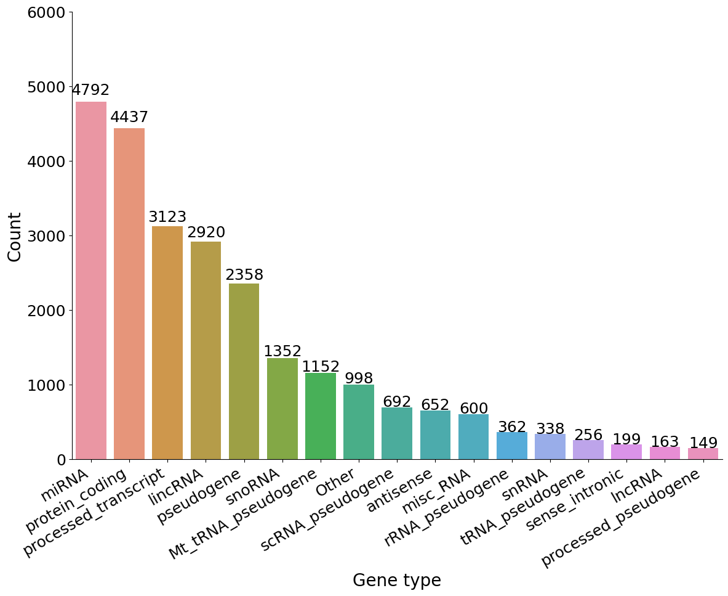 6000
5000
4000
3000
2000
1000
0
Count
4792
4437
3123
2920
2358
1352
1152
998
692
652
600
362
338
256
199
163
149
miRNA
protein_coding
processed_transcript
lincRNA
pseudogene
snoRNA
Mt_tRNA_pseudogene
Other
scRNA_pseudogene
antisense
misc_RNA
rRNA_pseudogene
snRNA
tRNA_pseudogene
sense_intronic
lncRNA
processed_pseudogene
Gene type